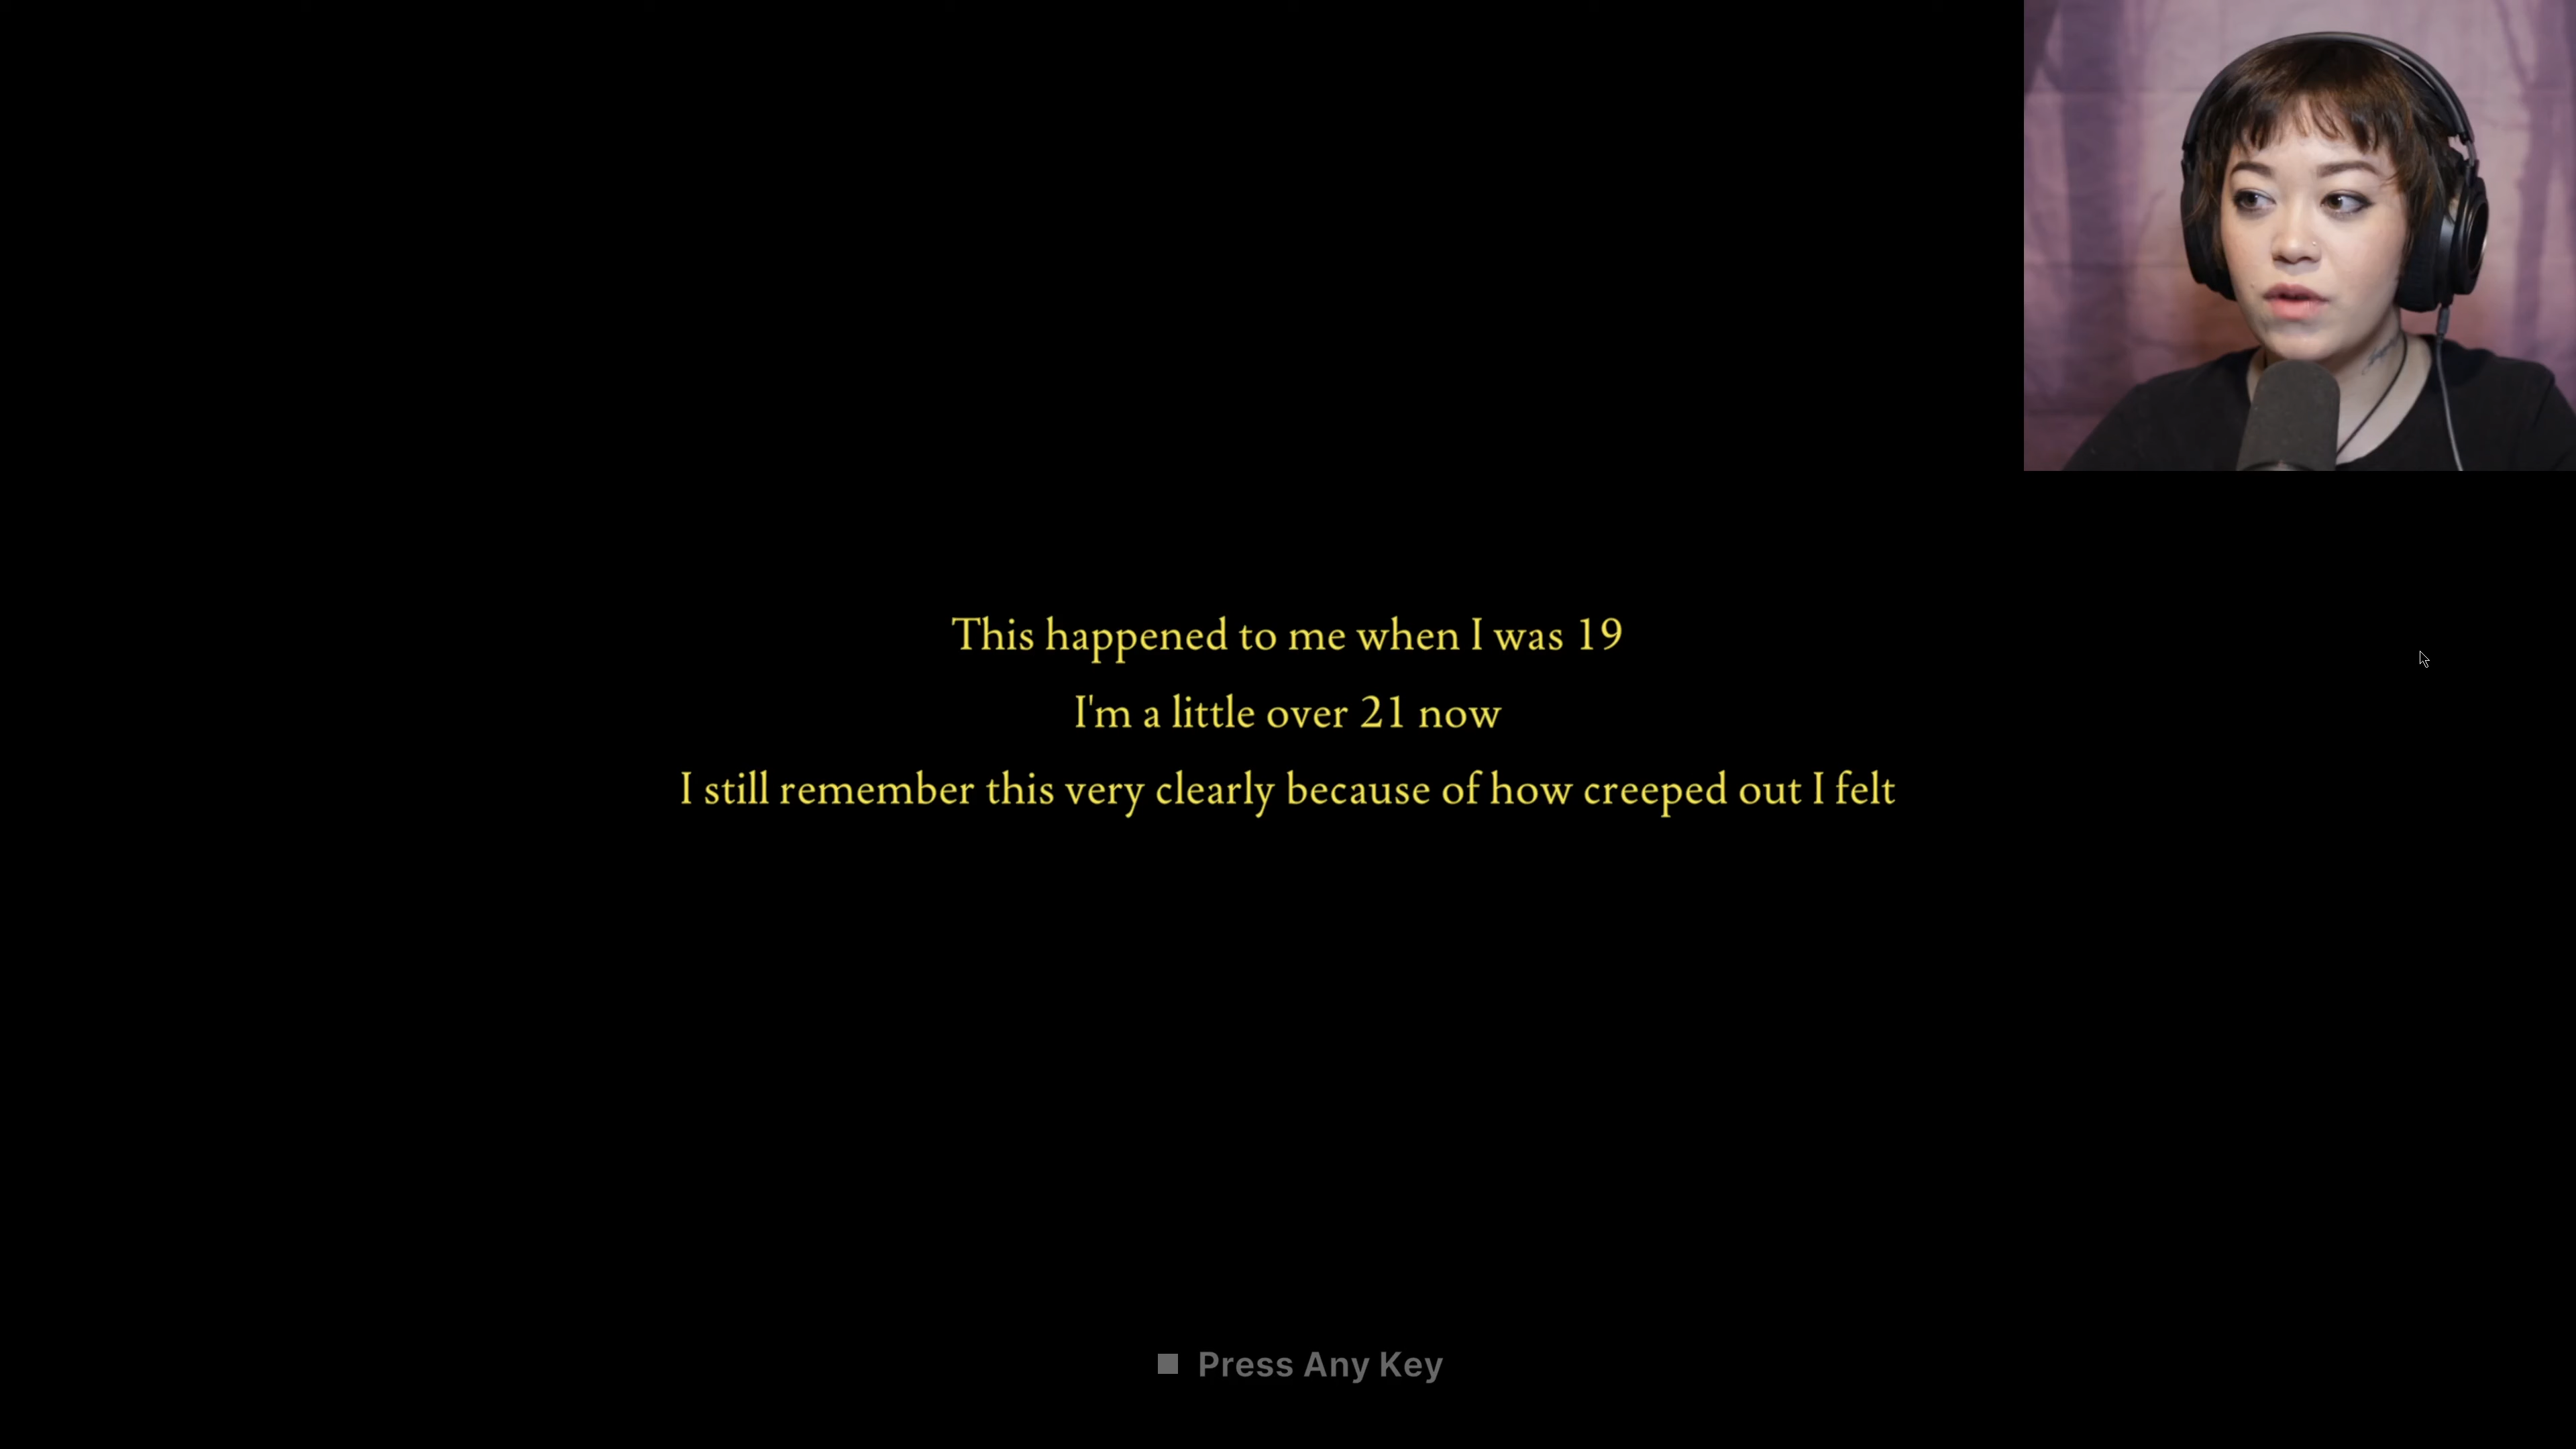 This happened to me when I was 19
I'm a little over 21 now
I still remember this very clearly because of how creeped out I felt
Press Any Key